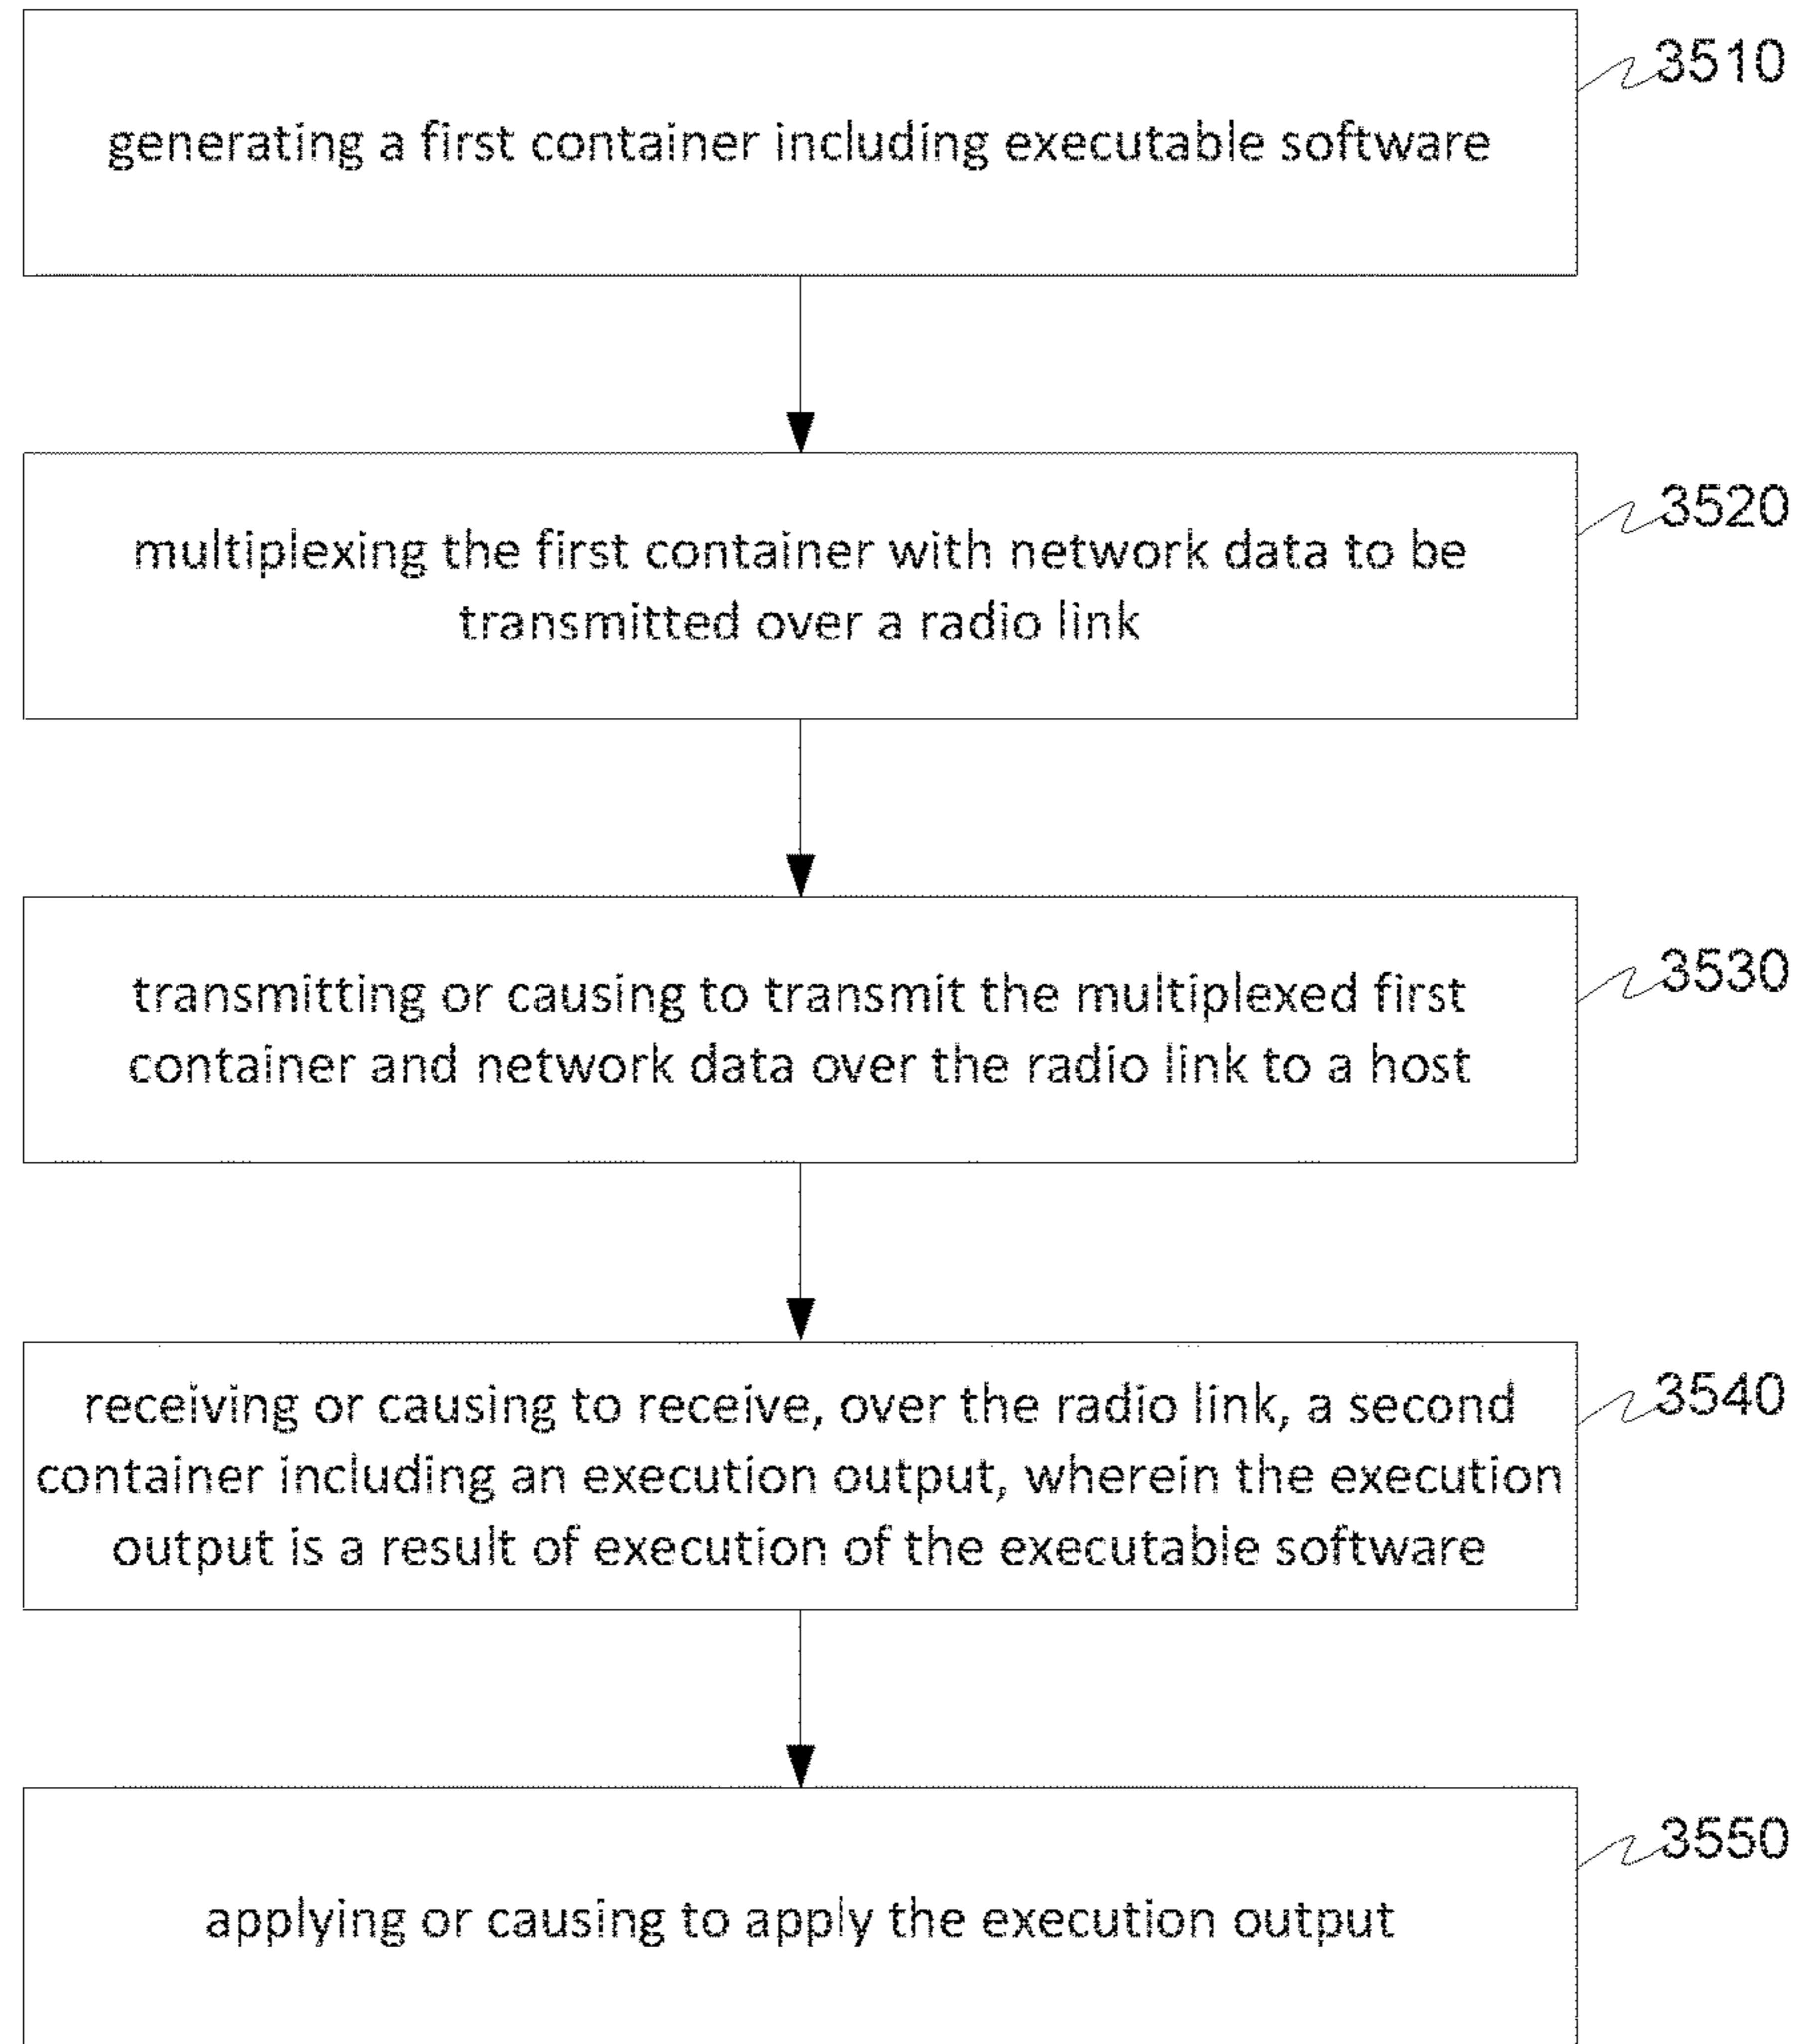 3510
generating a first container including executable software
3520
multiplexing the first container with network data to be
transmitted over a radio link
3530
transmitting or causing to transmit the multiplexed first
container and network data over the radio link to a host
3540
receiving or causing to receive, over the radio link, a second
container including an execution output, wherein the execution
output is a result of execution of the executable software
3550
applying or causing to apply the execution output